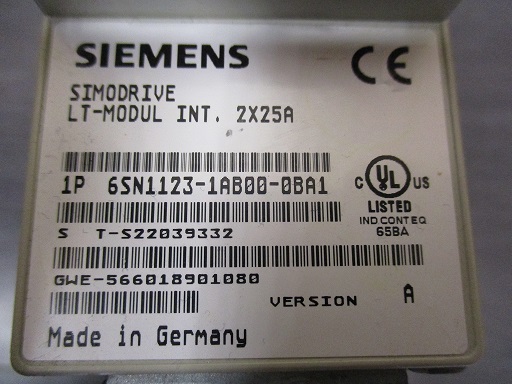 SIEMENS
CE
SIMODRIVE
LT-MODUL INT. 2X25A
1P 6SN1123-1AB00-0BA1
C UL US
LISTED
IND.CONT.EQ.
65BA
S T-S22039332
GWE-566018901080
VERSION A
Made in Germany